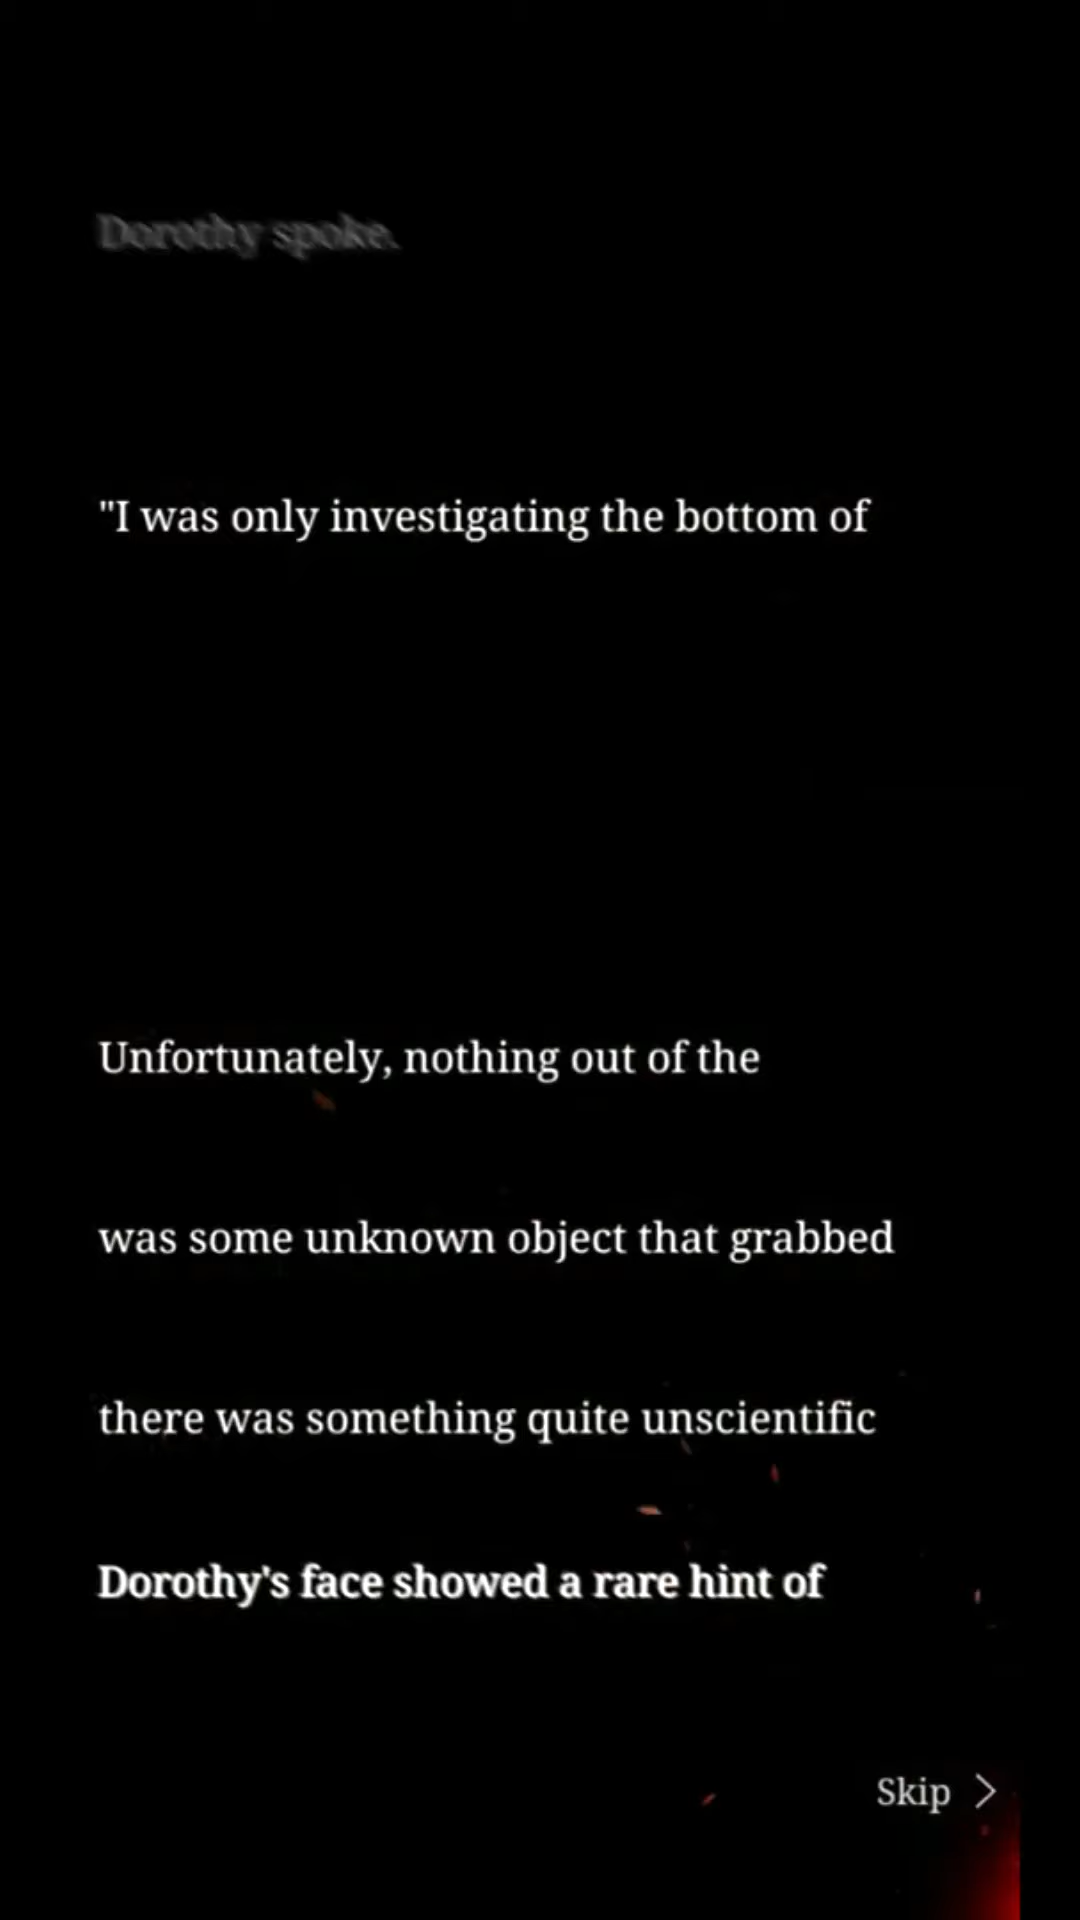 Dorothy spoke.
"I was only investigating the bottom of
Unfortunately, nothing out of the
was some unknown object that grabbed
there was something quite unscientific
Dorothy's face showed a rare hint of
Skip >